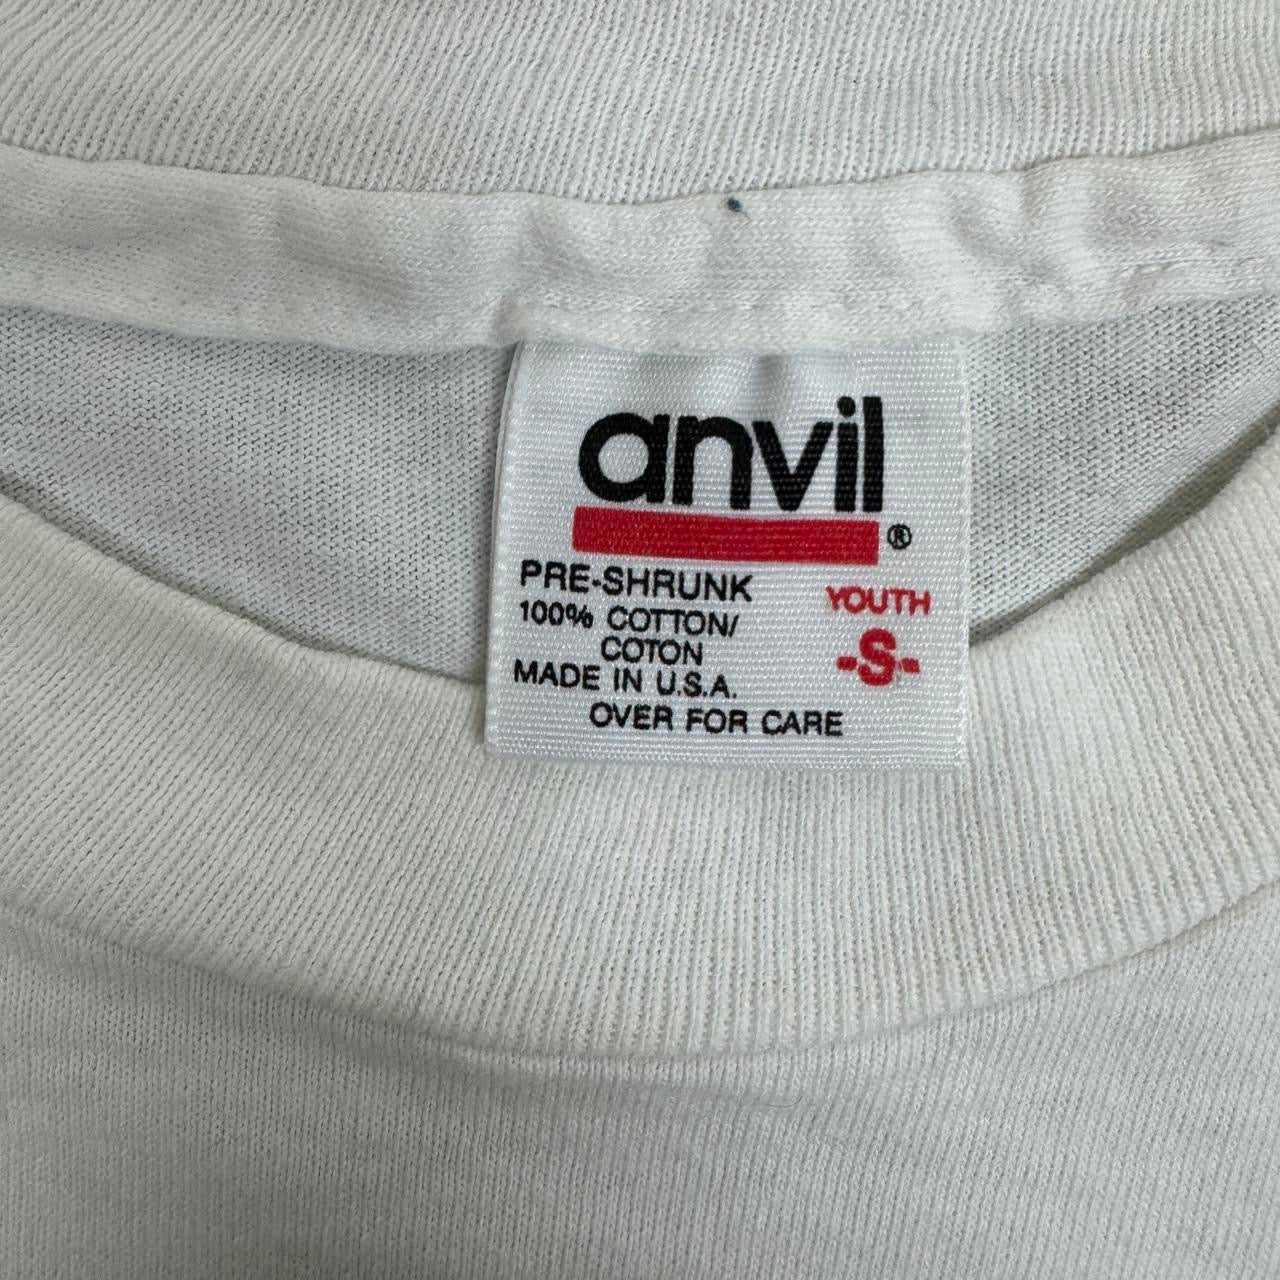 anvil®
PRE-SHRUNK
100% COTTON/
COTON
MADE IN U.S.A.
OVER FOR CARE
YOUTH
-S-